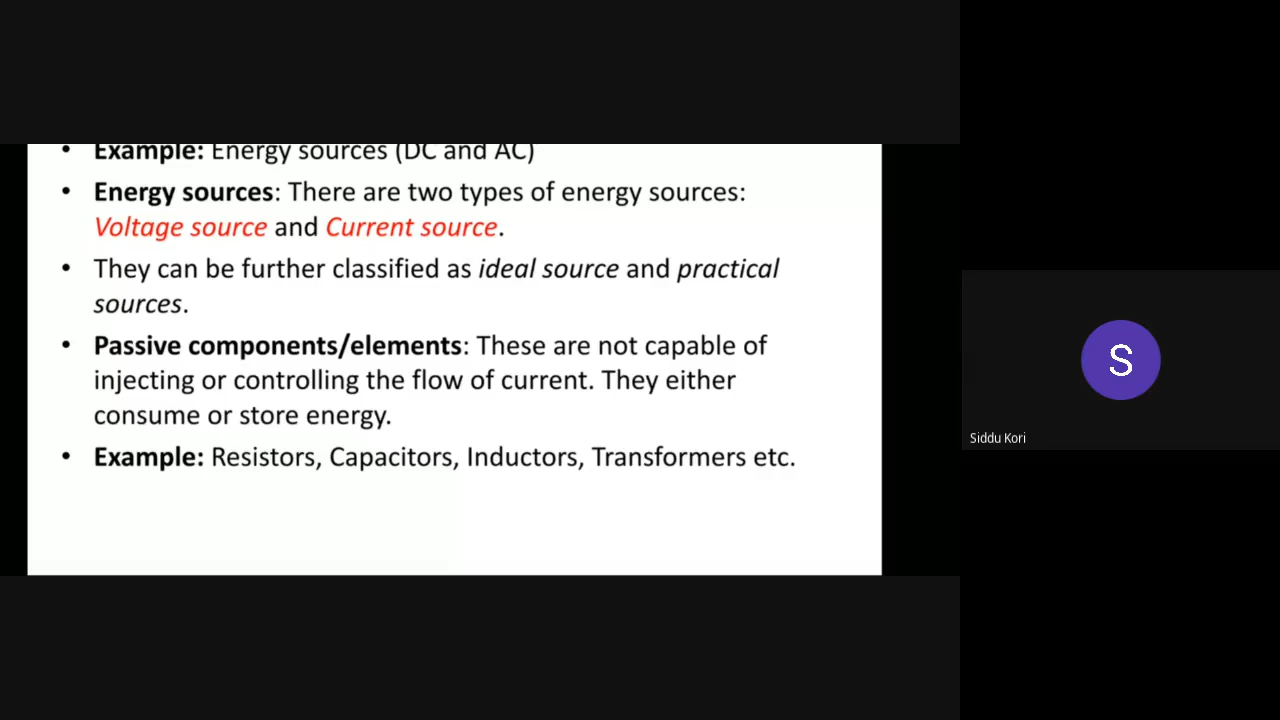 • Example: Energy sources (DC and AC)
• Energy sources: There are two types of energy sources:
Voltage source and Current source.
• They can be further classified as ideal source and practical
sources.
• Passive components/elements: These are not capable of
injecting or controlling the flow of current. They either
consume or store energy.
• Example: Resistors, Capacitors, Inductors, Transformers etc.
S
Siddu Kori